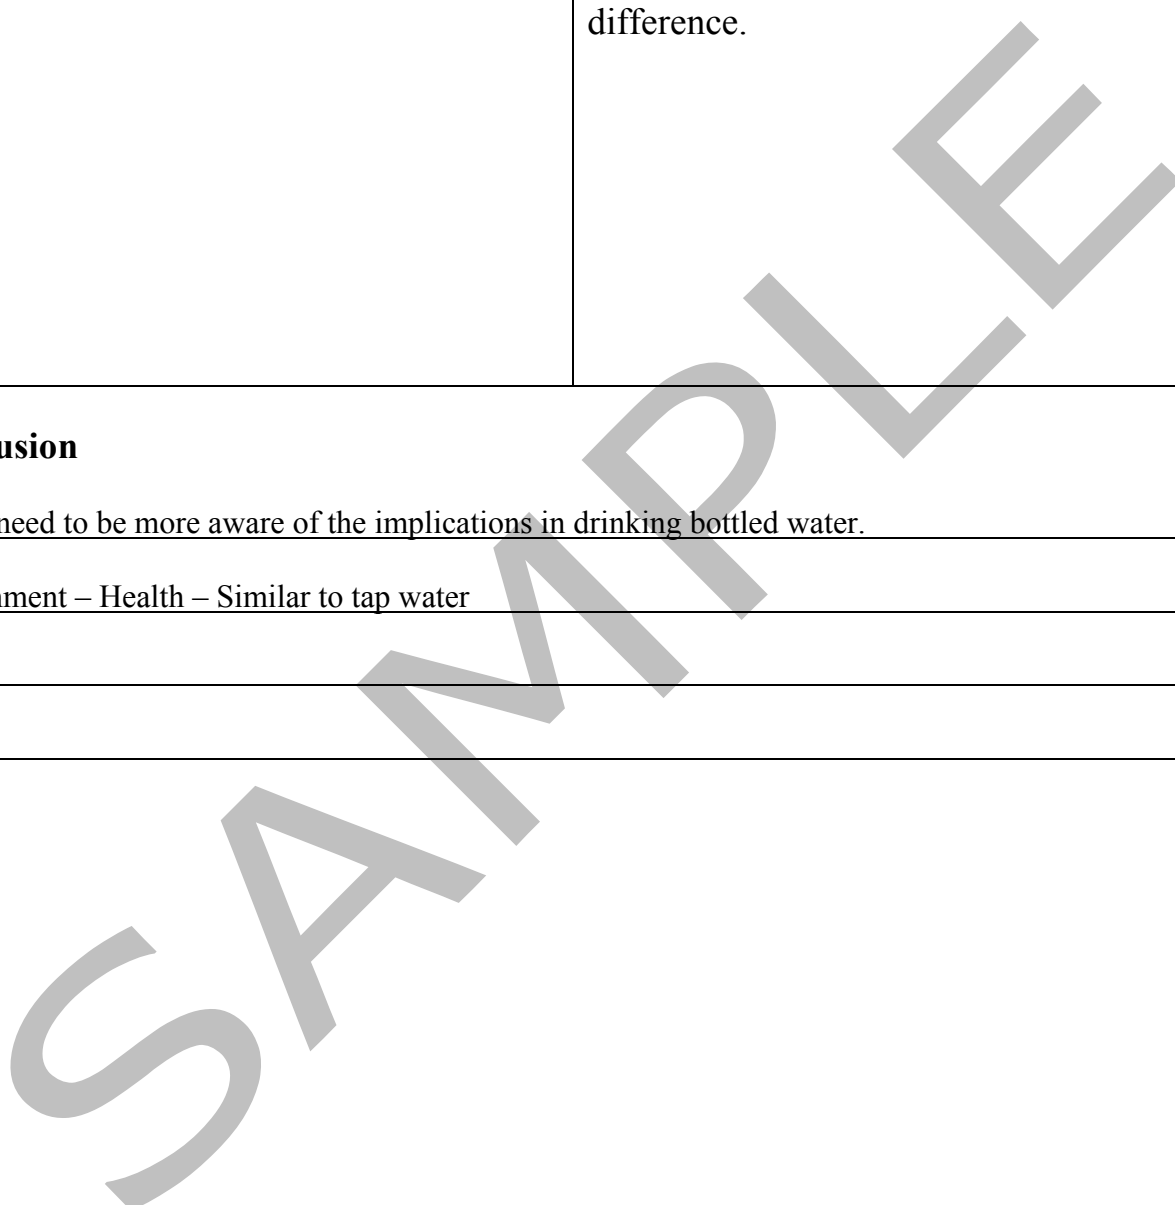 difference.
usion
need to be more aware of the implications in drinking bottled water.
nment – Health – Similar to tap water
SAMPLE